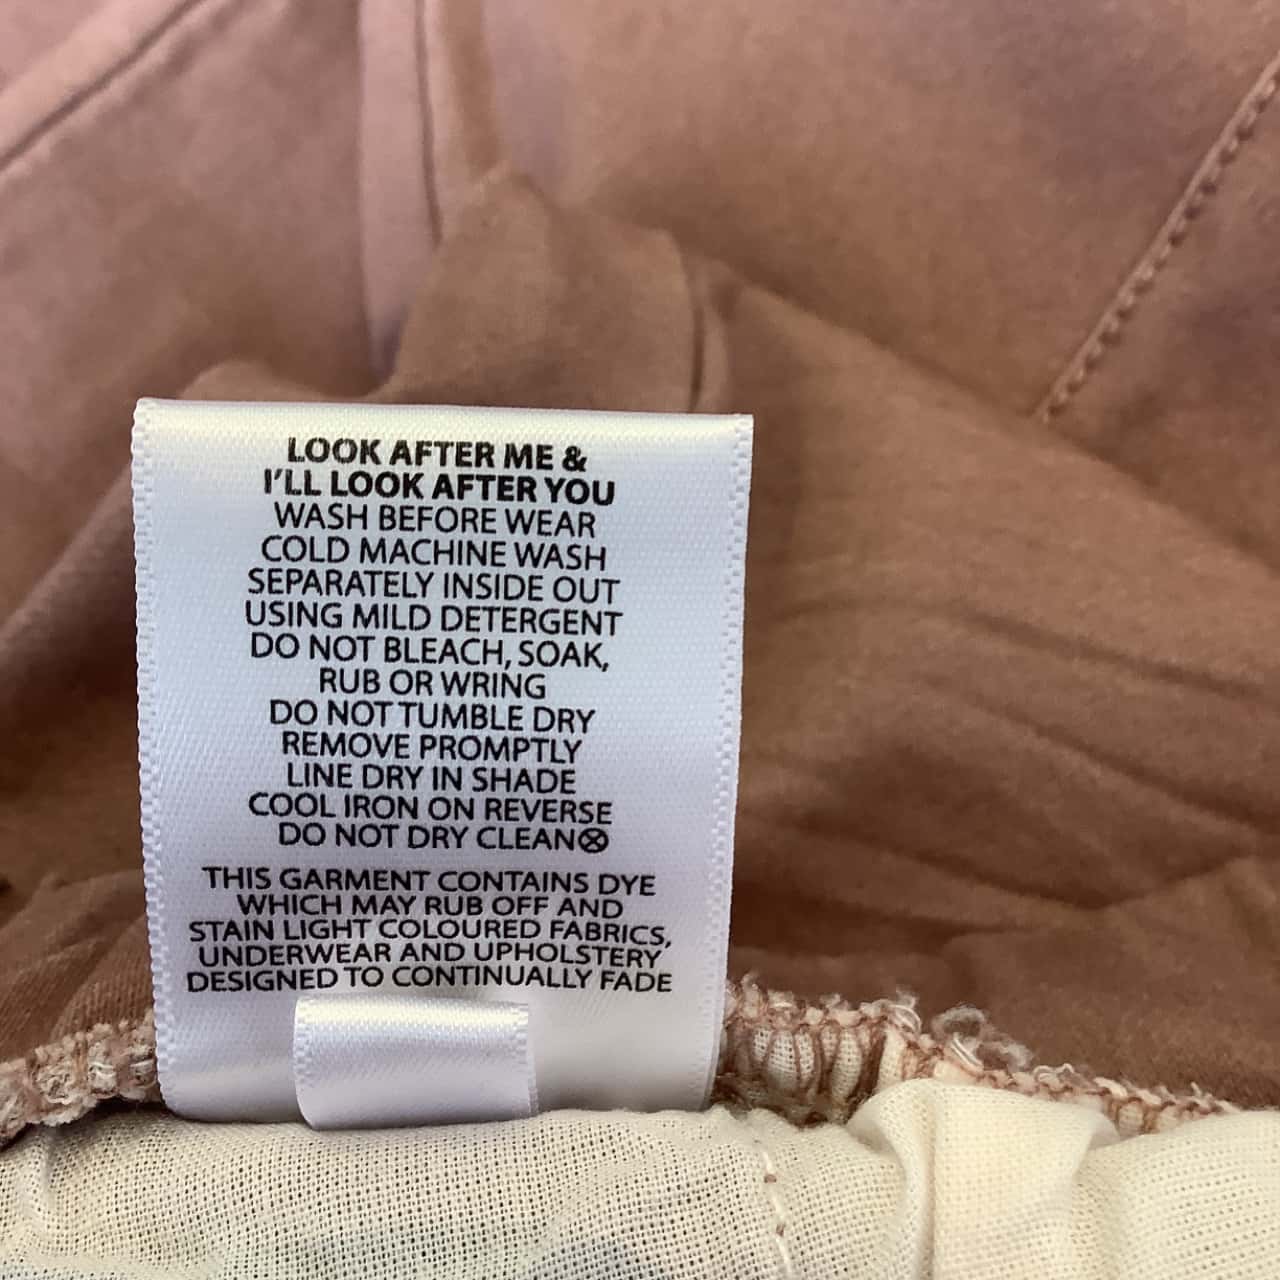 LOOK AFTER ME &
I'LL LOOK AFTER YOU
WASH BEFORE WEAR
COLD MACHINE WASH
SEPARATELY INSIDE OUT
USING MILD DETERGENT
DO NOT BLEACH, SOAK,
RUB OR WRING
DO NOT TUMBLE DRY
REMOVE PROMPTLY
LINE DRY IN SHADE
COOL IRON ON REVERSE
DO NOT DRY CLEAN
THIS GARMENT CONTAINS DYE
WHICH MAY RUB OFF AND
STAIN LIGHT COLOURED FABRICS,
UNDERWEAR AND UPHOLSTERY
DESIGNED TO CONTINUALLY FADE